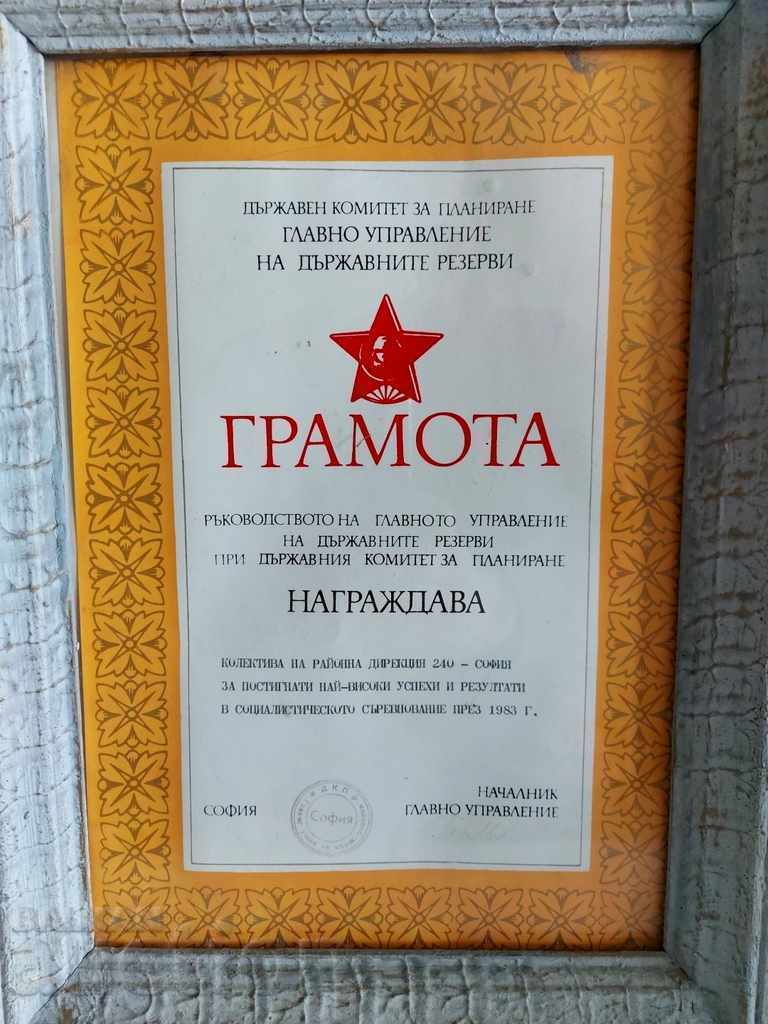 ДЪРЖАВЕН КОМИТЕТ ЗА ПЛАНИРАНЕ
ГЛАВНО УПРАВЛЕНИЕ
НА ДЪРЖАВНИТЕ РЕЗЕРВИ
ГРАМОТА
РЪКОВОДСТВОТО НА ГЛАВНОТО УПРАВЛЕНИЕ
НА ДЪРЖАВНИТЕ РЕЗЕРВИ
ПРИ ДЪРЖАВНИЯ КОМИТЕТ ЗА ПЛАНИРАНЕ
НАГРАЖДАВА
КОЛЕКТИВА НА РАЙОННА ДИРЕКЦИЯ 240 – СОФИЯ
ЗА ПОСТИГНАТИ НАЙ-ВИСОКИ УСПЕХИ И РЕЗУЛТАТИ
В СОЦИАЛИСТИЧЕСКОТО СЪРЕВНОВАНИЕ ПРЕЗ 1983 Г.
СОФИЯ
София
НАЧАЛНИК
ГЛАВНО УПРАВЛЕНИЕ